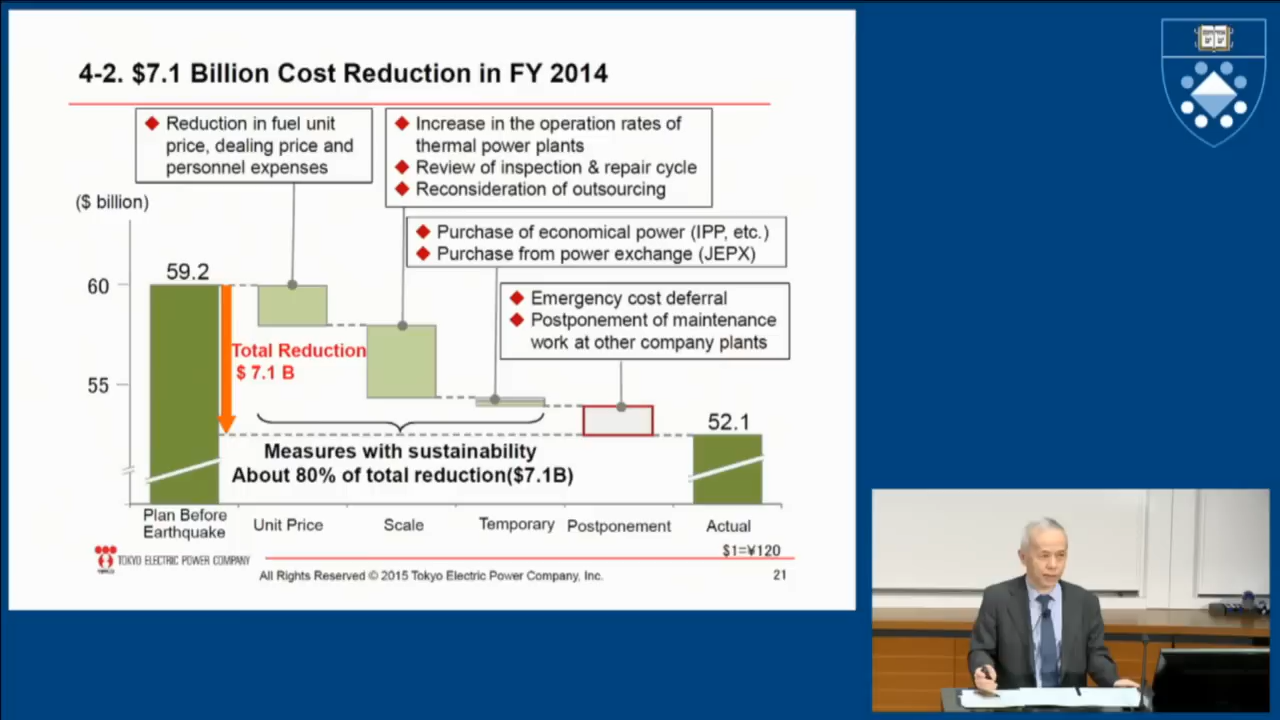 4-2. $7.1 Billion Cost Reduction in FY 2014
◆ Reduction in fuel unit
price, dealing price and
personnel expenses
◆ Increase in the operation rates of
thermal power plants
◆ Review of inspection & repair cycle
◆ Reconsideration of outsourcing
($ billion)
◆ Purchase of economical power (IPP, etc.)
◆ Purchase from power exchange (JEPX)
59.2
60
◆ Emergency cost deferral
◆ Postponement of maintenance
work at other company plants
Total Reduction
$ 7.1 B
55
52.1
Measures with sustainability
About 80% of total reduction($7.1B)
Plan Before
Earthquake
Unit Price
Scale
Temporary
Postponement
Actual
$1=¥120
TEPCO
TOKYO ELECTRIC POWER COMPANY
All Rights Reserved © 2015 Tokyo Electric Power Company, Inc.
21